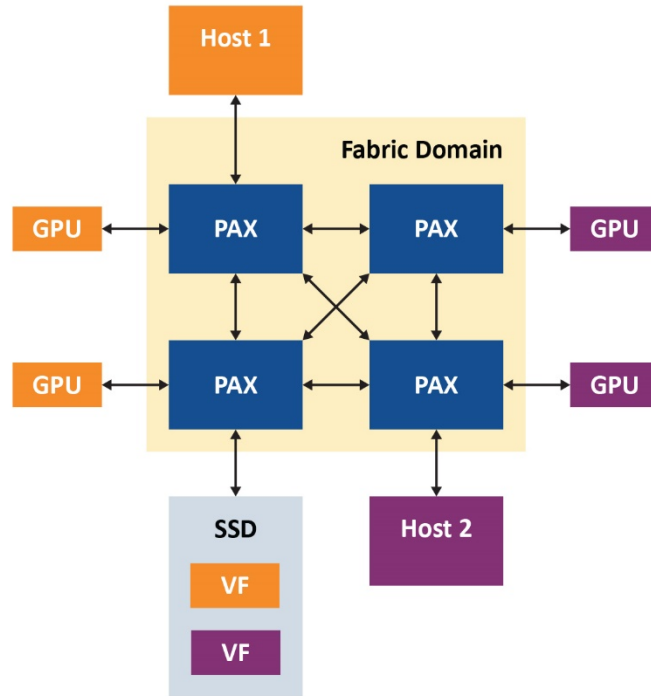 Host 1
Fabric Domain
GPU
PAX
PAX
GPU
GPU
PAX
PAX
GPU
SSD
VF
VF
Host 2